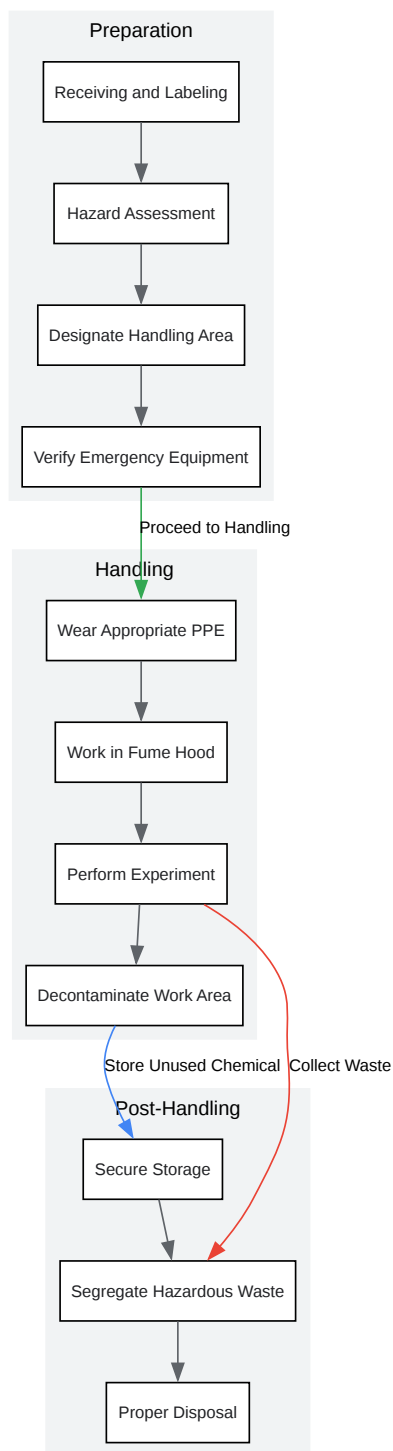 Preparation
Receiving and Labeling
Hazard Assessment
Designate Handling Area
Verify Emergency Equipment
Proceed to Handling
Handling
Wear Appropriate PPE
Work in Fume Hood
Perform Experiment
Decontaminate Work Area
Store Unused Chemical
Collect Waste
Post-Handling
Secure Storage
Segregate Hazardous Waste
Proper Disposal